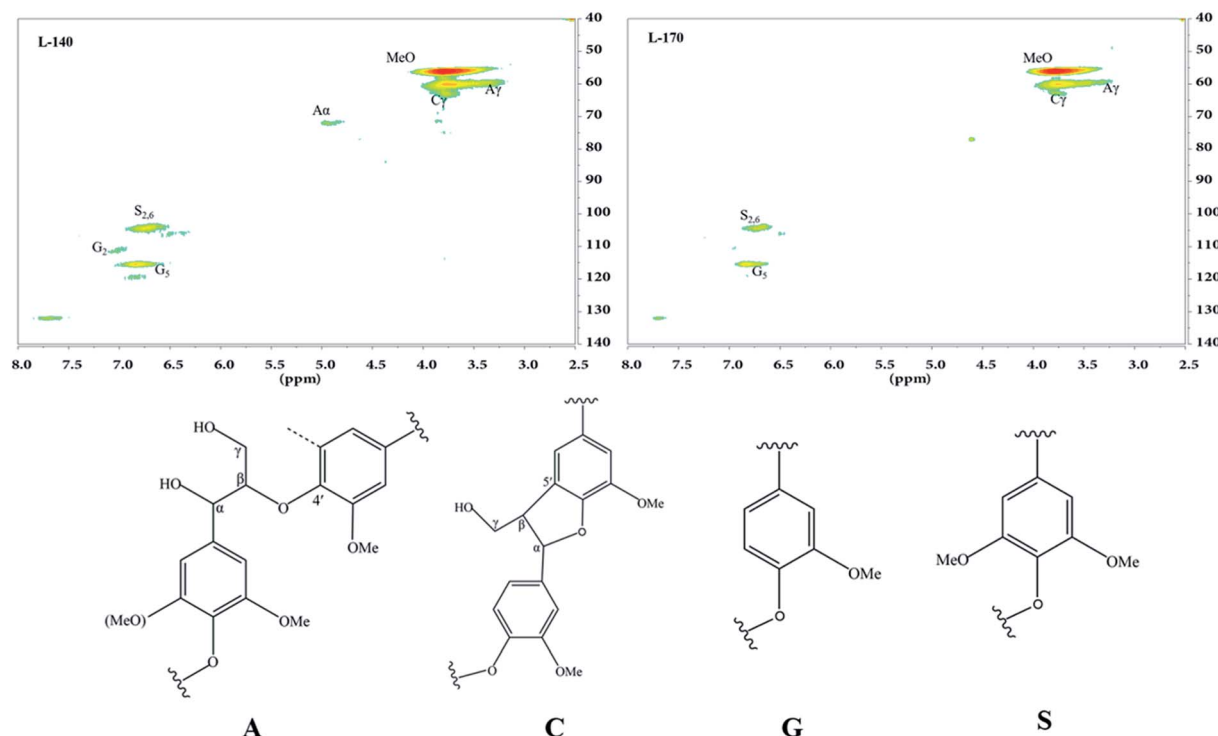 L-140
MeO
Aγ
Cγ
Aα
S2,6
G2
G5
40
50
60
70
80
90
100
110
120
130
140
8.0 7.5 7.0 6.5 6.0 5.5 5.0 4.5 4.0 3.5 3.0 2.5
(ppm)
L-170
MeO
Cγ
Aγ
S2,6
G5
40
50
60
70
80
90
100
110
120
130
140
8.0 7.5 7.0 6.5 6.0 5.5 5.0 4.5 4.0 3.5 3.0 2.5
(ppm)
HO
γ
β
HO
α
O
4'
OMe
(MeO)
OMe
O
A
5'
OMe
HO
γ
β
O
α
O
OMe
C
OMe
O
G
MeO
OMe
O
S